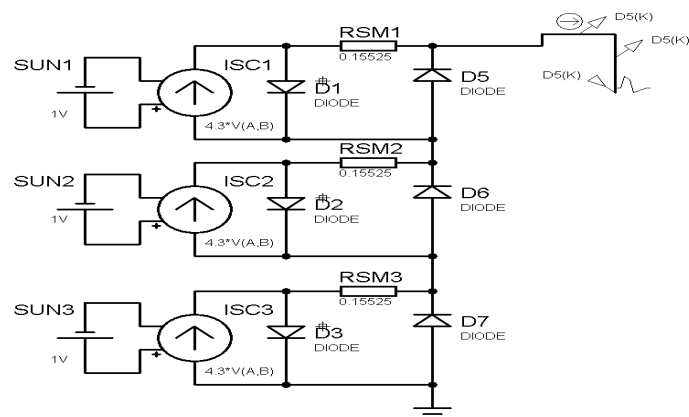 SUN1
1V
ISC1
4.3*V(A,B)
D1
DIODE
RSM1
0.15525
D5
DIODE
D5(K)
D5(K)
D5(K)
SUN2
1V
ISC2
4.3*V(A,B)
D2
DIODE
RSM2
0.15525
D6
DIODE
SUN3
1V
ISC3
4.3*V(A,B)
D3
DIODE
RSM3
0.15525
D7
DIODE